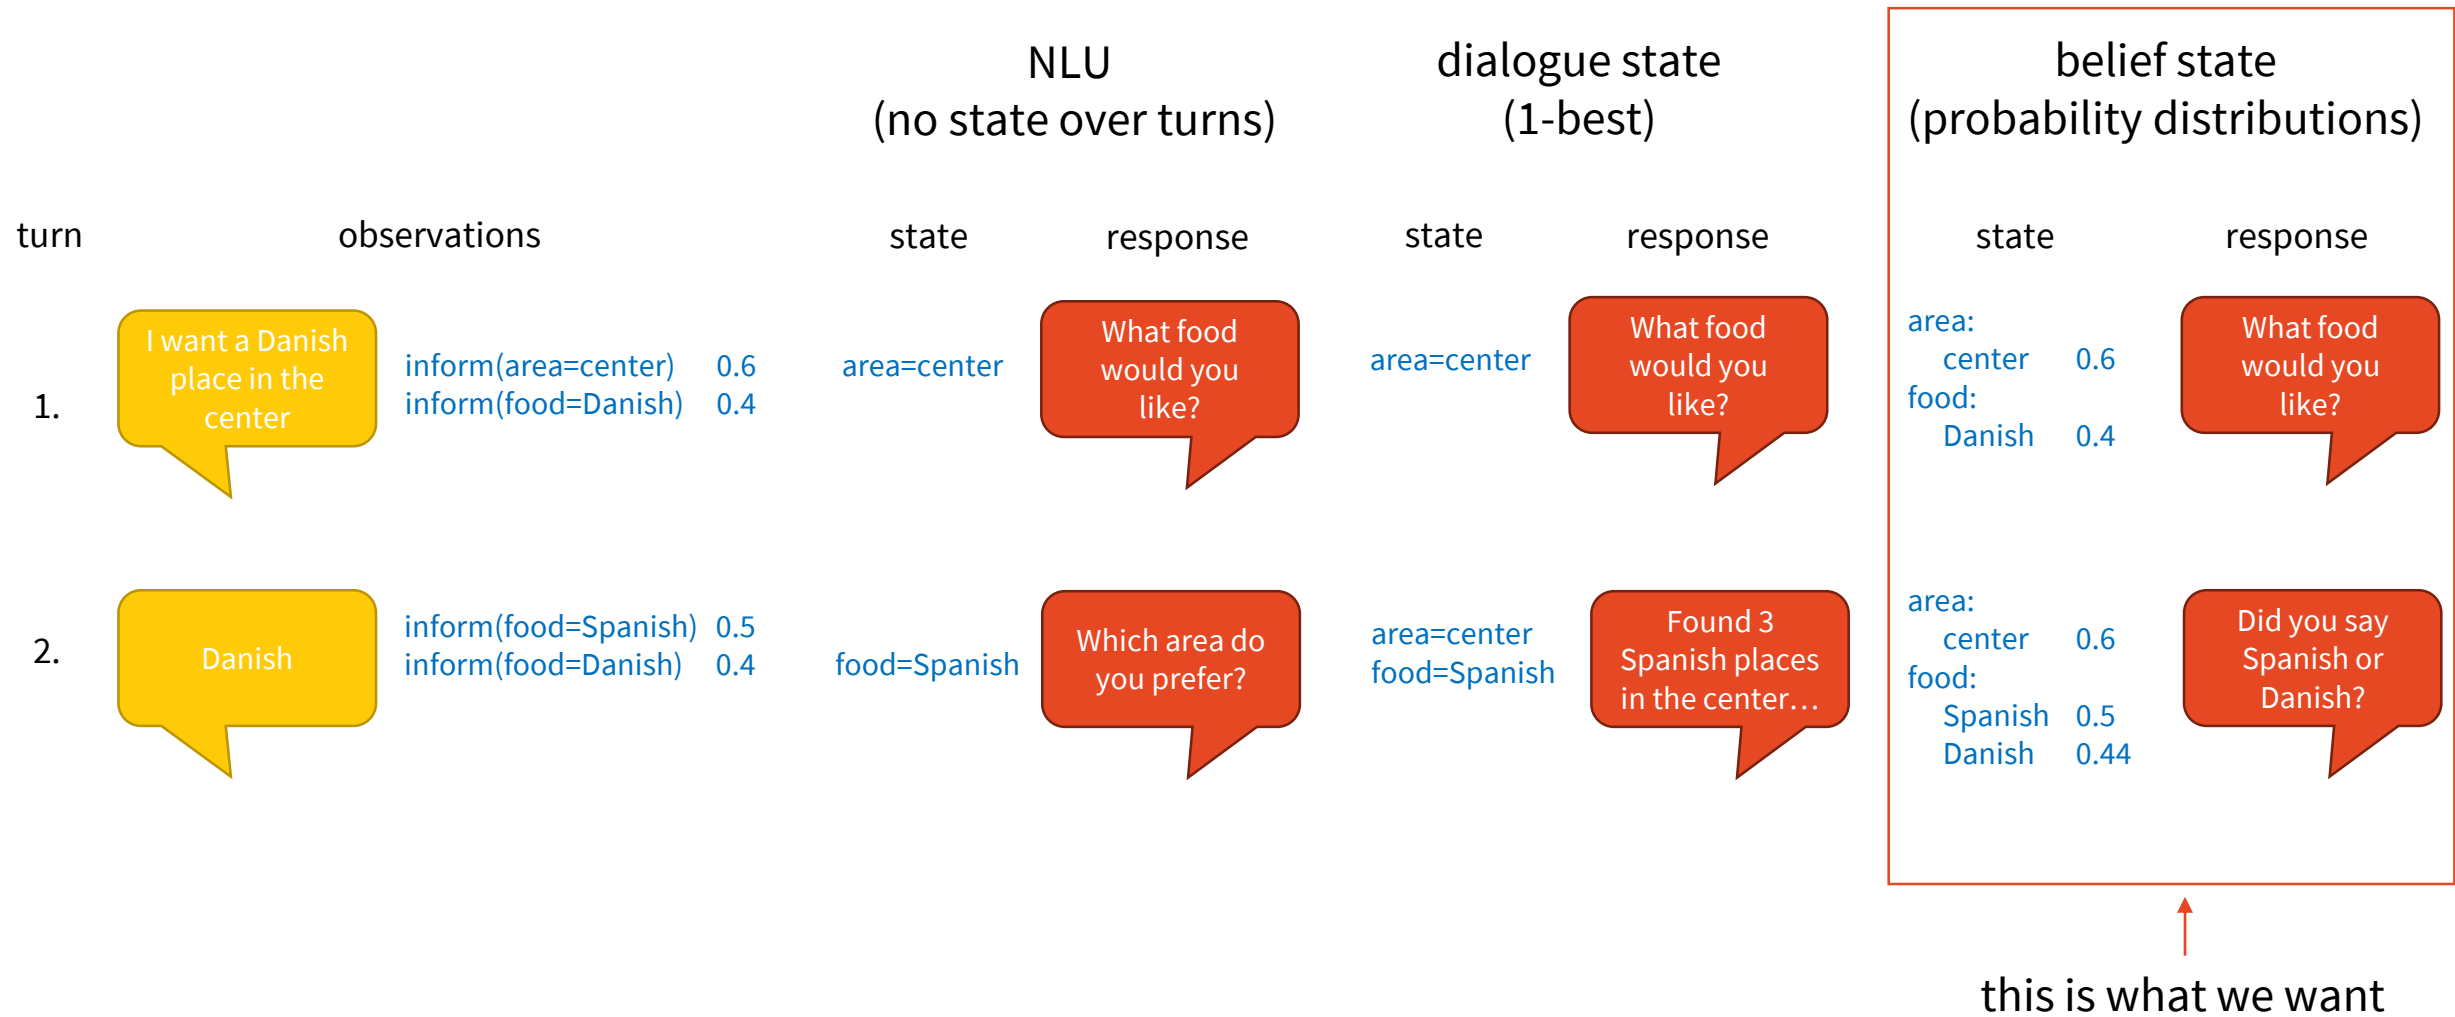 NLU
(no state over turns)
dialogue state
(1-best)
belief state
(probability distributions)
turn
observations
state
response
state
response
state
response
1.
I want a Danish
place in the
center
inform(area=center) 0.6
inform(food=Danish) 0.4
area=center
What food
would you
like?
area=center
What food
would you
like?
area:
center 0.6
food:
Danish 0.4
What food
would you
like?
2.
Danish
inform(food=Spanish) 0.5
inform(food=Danish) 0.4
food=Spanish
Which area do
you prefer?
area=center
food=Spanish
Found 3
Spanish places
in the center…
area:
center 0.6
food:
Spanish 0.5
Danish 0.44
Did you say
Spanish or
Danish?
this is what we want